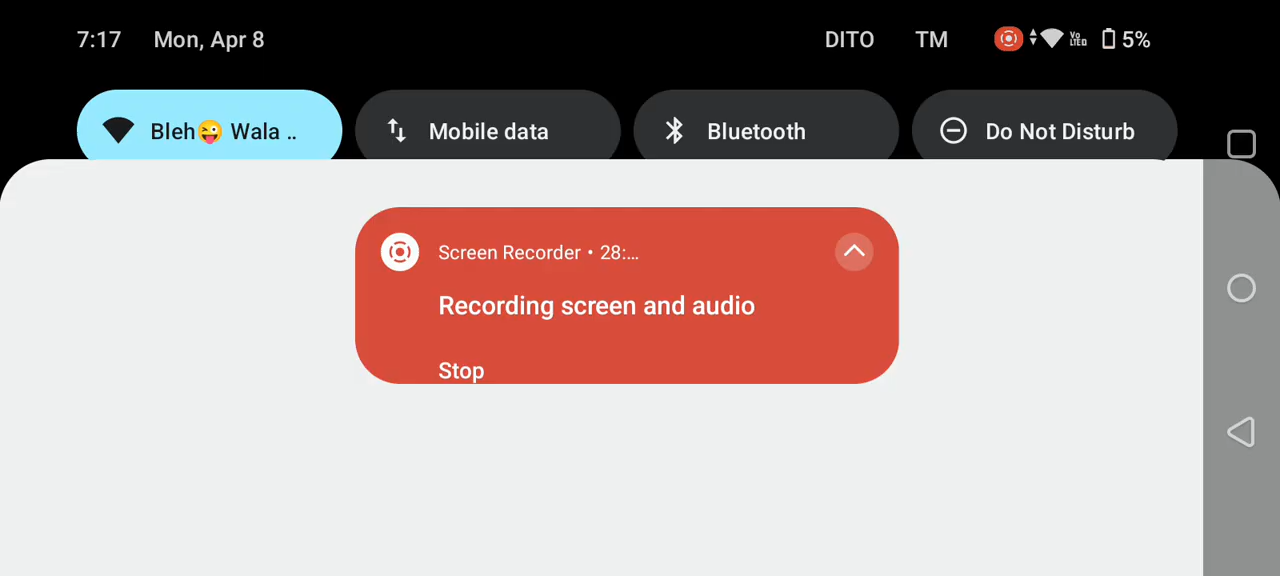 7:17 Mon, Apr 8 DITO TM VoLTE 5%
Bleh😜 Wala .. Mobile data Bluetooth Do Not Disturb
Screen Recorder • 28:...
Recording screen and audio
Stop